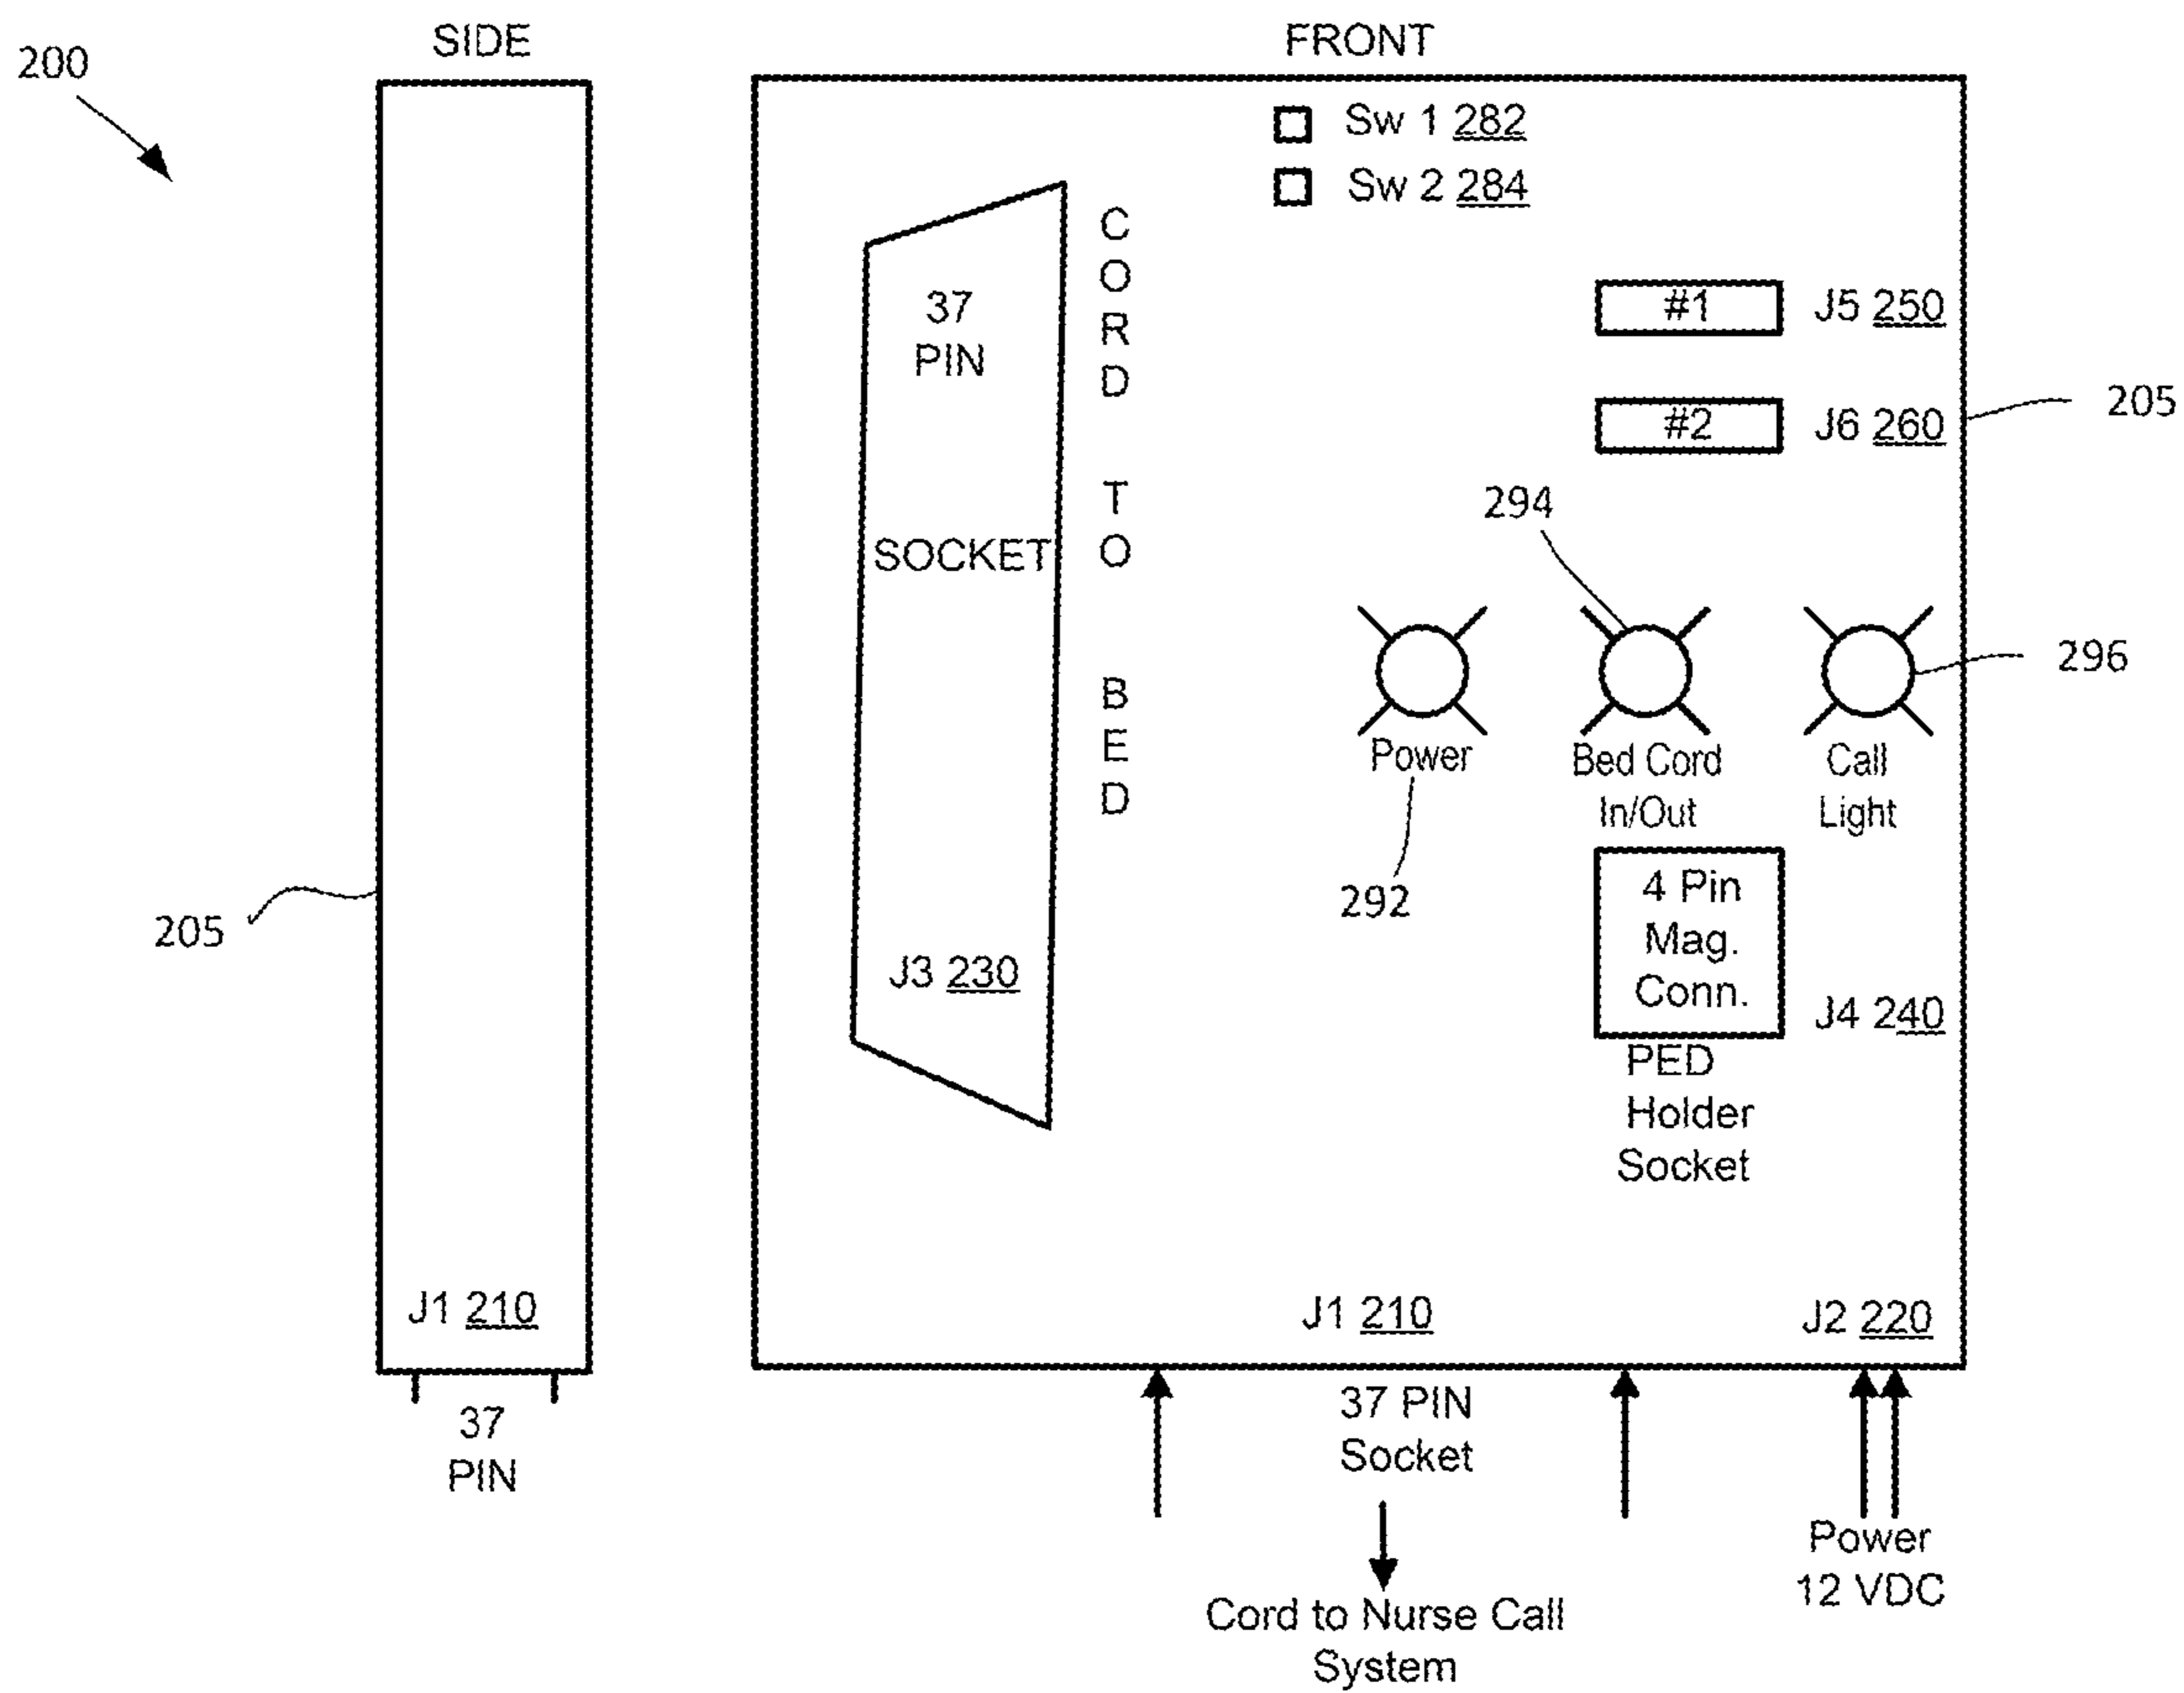 200
SIDE
205
J1 210
37
PIN
FRONT
Sw 1 282
Sw 2 284
37
PIN
SOCKET
J3 230
CORD TO BED
#1
J5 250
#2
J6 260
205
294
296
Power
292
Bed Cord
In/Out
Call
Light
4 Pin
Mag.
Conn.
J4 240
PED
Holder
Socket
J1 210
J2 220
37 PIN
Socket
Cord to Nurse Call
System
Power
12 VDC